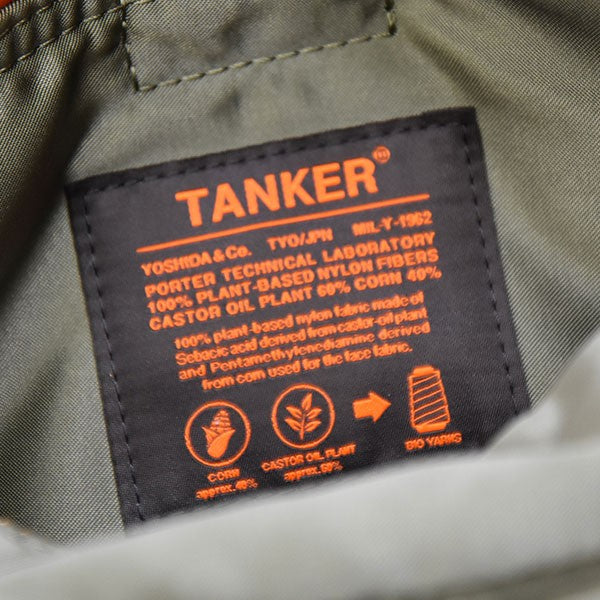 TANKER®
YOSHIDA & Co. TYO/JPN MIL-Y-1962
PORTER TECHNICAL LABORATORY
100% PLANT-BASED NYLON FIBERS
CASTOR OIL PLANT 60% CORN 40%
100% plant-based nylon fabric made of
Sebacic acid derived from castor-oil plant
and Pentamethylenediamine derived
from corn used for the face fabric.
CORN
approx.40%
CASTOR OIL PLANT
approx.60%
BIO YARNS